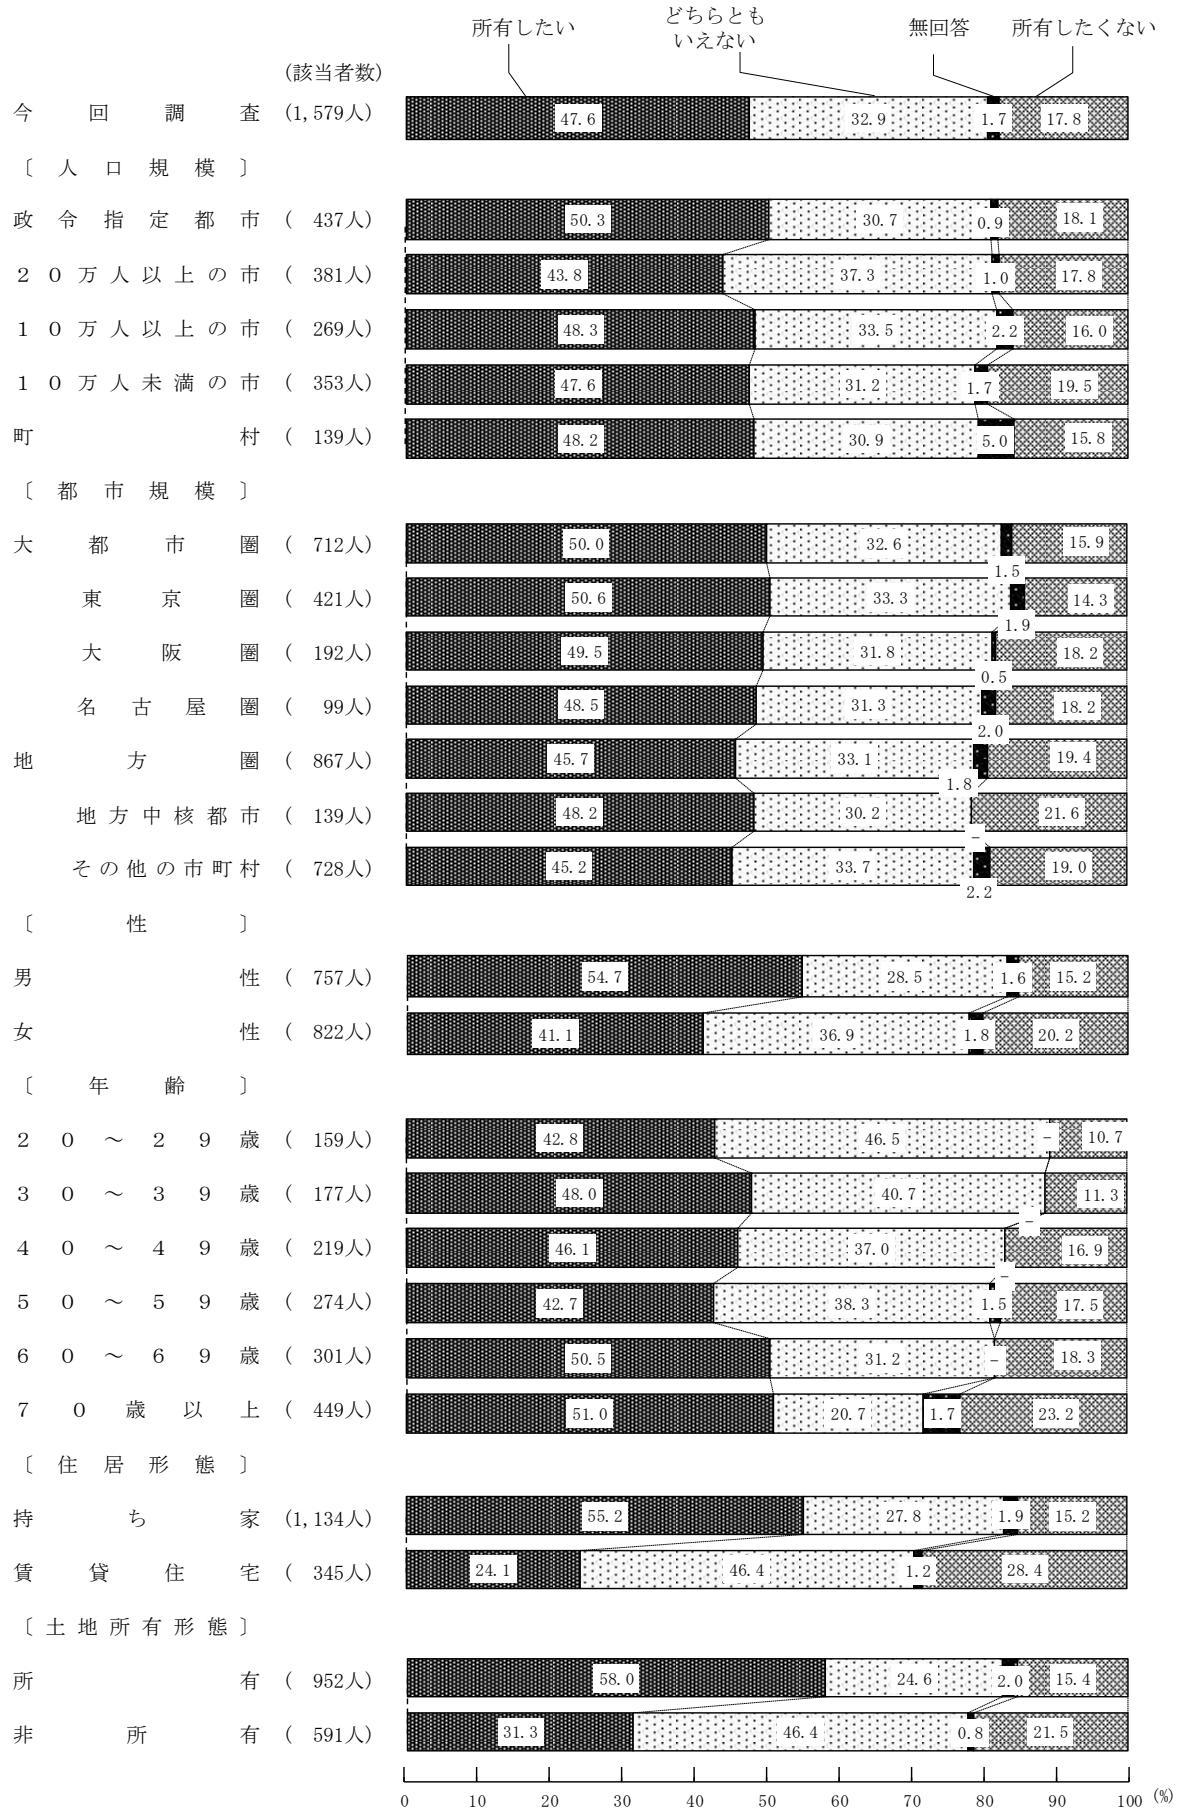 所有したい
どちらとも
いえない
無回答
所有したくない
(該当者数)
今回調査 (1,579人) 47.6 32.9 1.7 17.8
〔人口規模〕
政令指定都市 ( 437人) 50.3 30.7 0.9 18.1
２０万人以上の市 ( 381人) 43.8 37.3 1.0 17.8
１０万人以上の市 ( 269人) 48.3 33.5 2.2 16.0
１０万人未満の市 ( 353人) 47.6 31.2 1.7 19.5
町村 ( 139人) 48.2 30.9 5.0 15.8
〔都市規模〕
大都市圏 ( 712人) 50.0 32.6 1.5 15.9
東京圏 ( 421人) 50.6 33.3 1.9 14.3
大阪圏 ( 192人) 49.5 31.8 0.5 18.2
名古屋圏 ( 99人) 48.5 31.3 2.0 18.2
地方圏 ( 867人) 45.7 33.1 1.8 19.4
地方中核都市 ( 139人) 48.2 30.2 - 21.6
その他の市町村 ( 728人) 45.2 33.7 2.2 19.0
〔性〕
男性 ( 757人) 54.7 28.5 1.6 15.2
女性 ( 822人) 41.1 36.9 1.8 20.2
〔年齢〕
２０～２９歳 ( 159人) 42.8 46.5 - 10.7
３０～３９歳 ( 177人) 48.0 40.7 - 11.3
４０～４９歳 ( 219人) 46.1 37.0 - 16.9
５０～５９歳 ( 274人) 42.7 38.3 1.5 17.5
６０～６９歳 ( 301人) 50.5 31.2 - 18.3
７０歳以上 ( 449人) 51.0 20.7 1.7 23.2
〔住居形態〕
持ち家 (1,134人) 55.2 27.8 1.9 15.2
賃貸住宅 ( 345人) 24.1 46.4 1.2 28.4
〔土地所有形態〕
所有 ( 952人) 58.0 24.6 2.0 15.4
非所有 ( 591人) 31.3 46.4 0.8 21.5
0 10 20 30 40 50 60 70 80 90 100 (%)